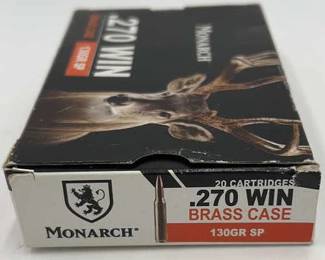 130GR SP
.270 WIN
MONARCH
20 CARTRIDGES
.270 WIN
BRASS CASE
130GR SP
MONARCH®